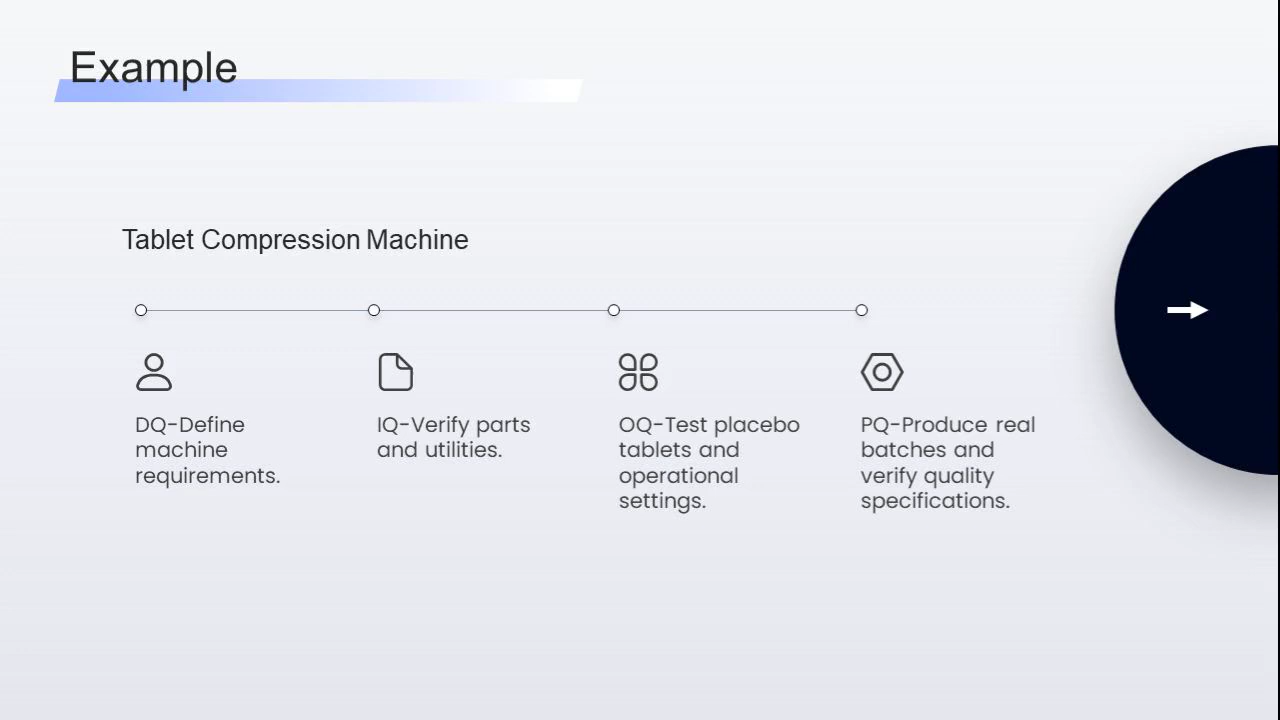 Example
Tablet Compression Machine
DQ-Define
machine
requirements.
IQ-Verify parts
and utilities.
OQ-Test placebo
tablets and
operational
settings.
PQ-Produce real
batches and
verify quality
specifications.